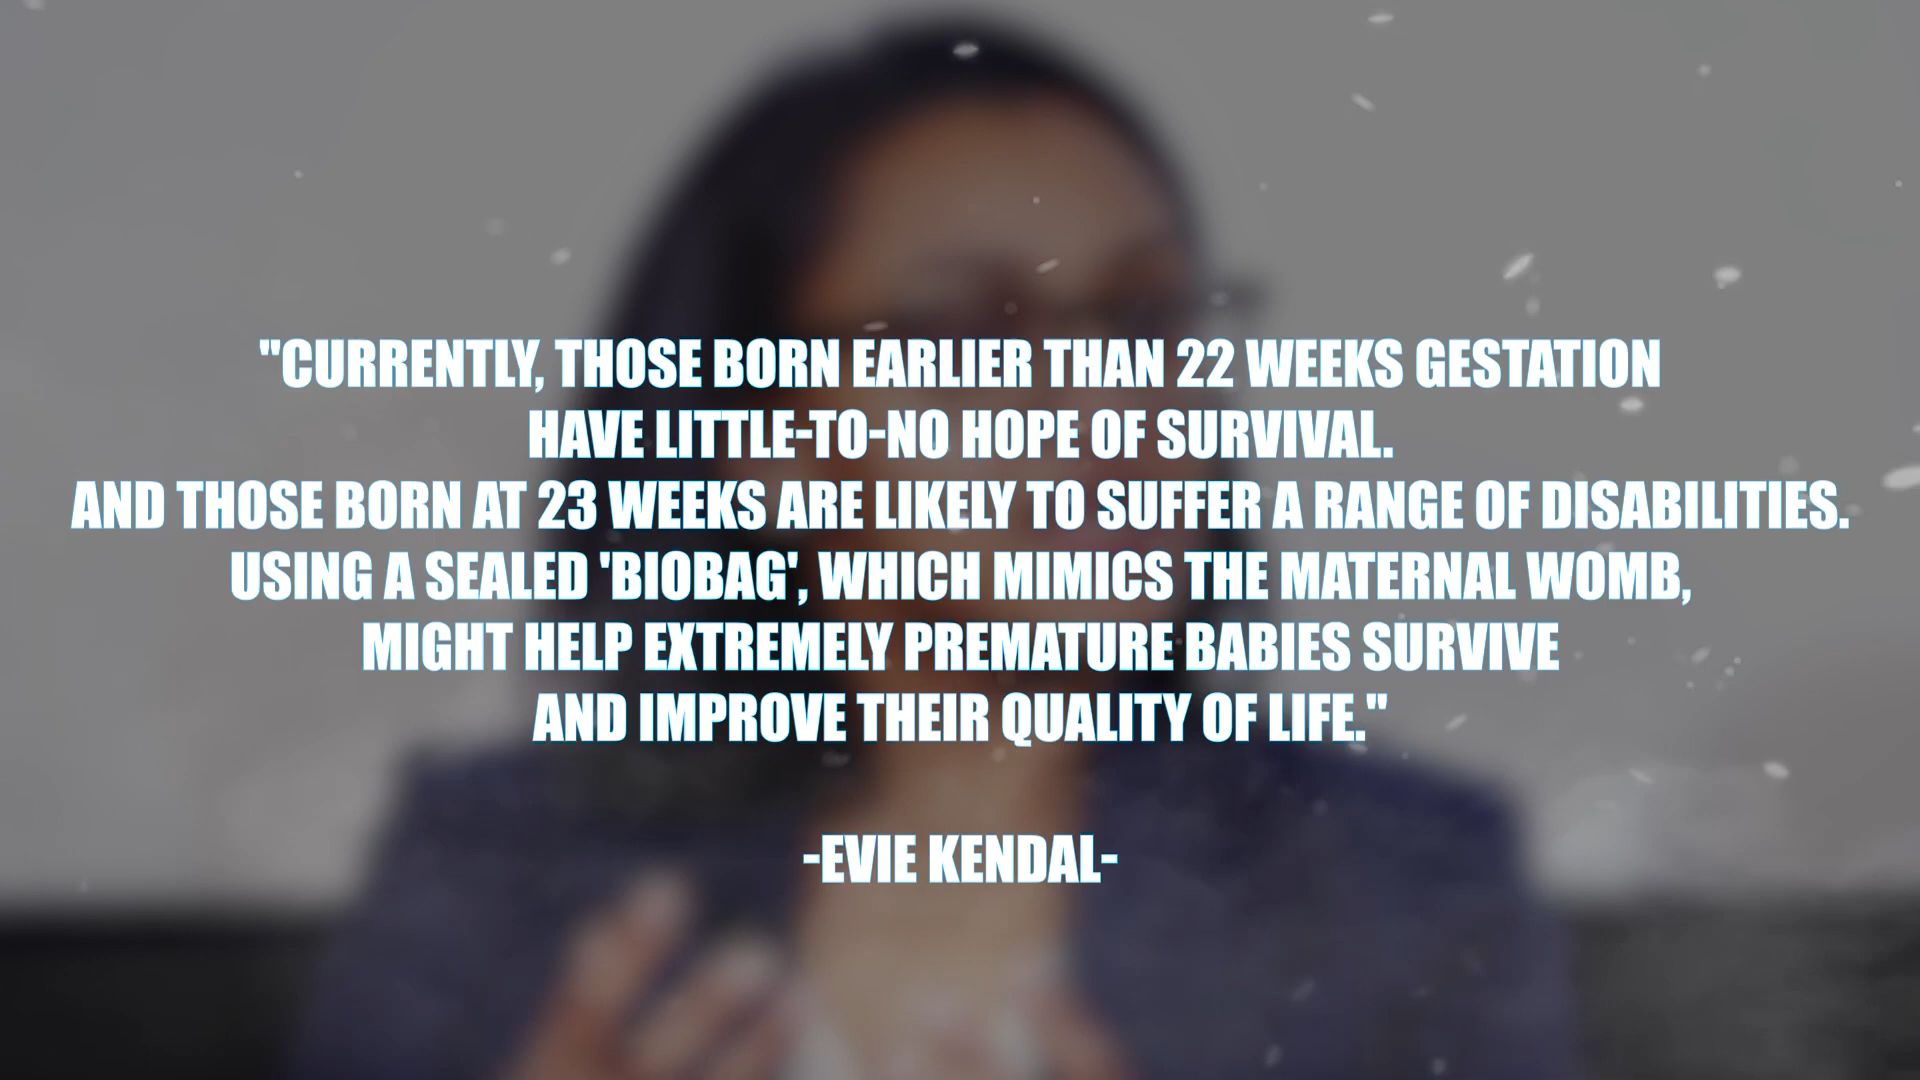 "CURRENTLY, THOSE BORN EARLIER THAN 22 WEEKS GESTATION
HAVE LITTLE-TO-NO HOPE OF SURVIVAL.
AND THOSE BORN AT 23 WEEKS ARE LIKELY TO SUFFER A RANGE OF DISABILITIES.
USING A SEALED 'BIOBAG', WHICH MIMICS THE MATERNAL WOMB,
MIGHT HELP EXTREMELY PREMATURE BABIES SURVIVE
AND IMPROVE THEIR QUALITY OF LIFE."
-EVIE KENDAL-